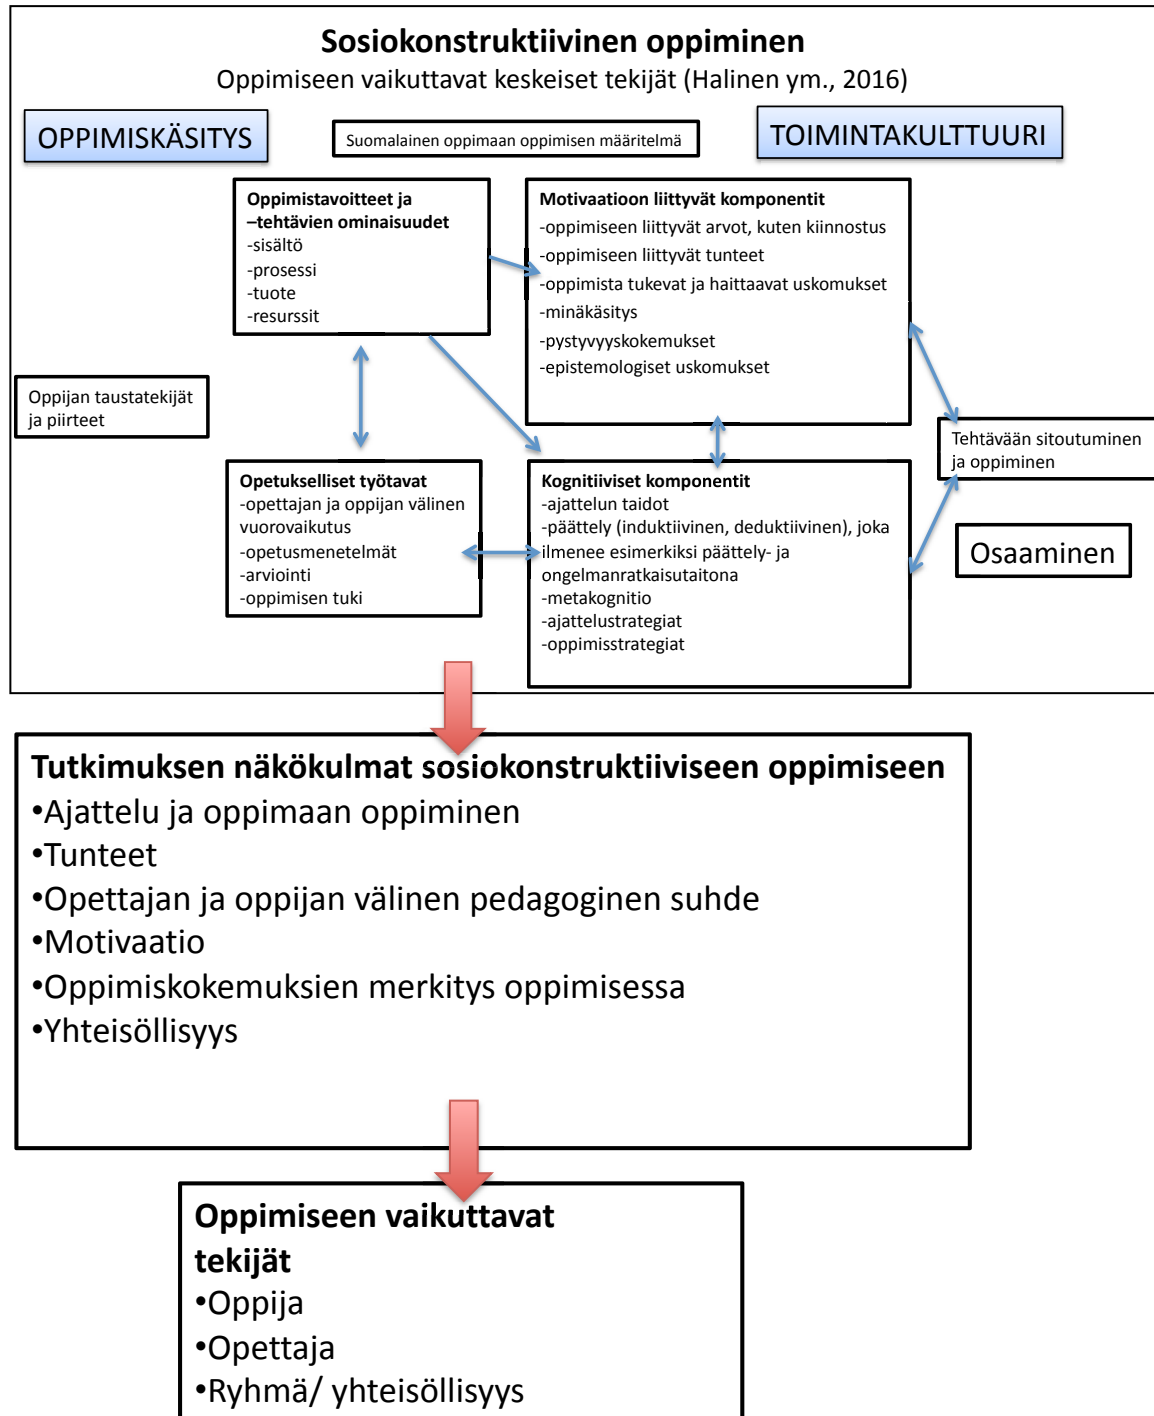 Sosiokonstruktiivinen oppiminen
Oppimiseen vaikuttavat keskeiset tekijät (Halinen ym., 2016)
OPPIMISKÄSITYS
Suomalainen oppimaan oppimisen määritelmä
TOIMINTAKULTTUURI
Oppimistavoitteet ja
–tehtävien ominaisuudet
-sisältö
-prosessi
-tuote
-resurssit
Motivaatioon liittyvät komponentit
-oppimiseen liittyvät arvot, kuten kiinnostus
-oppimiseen liittyvät tunteet
-oppimista tukevat ja haittaavat uskomukset
-minäkäsitys
-pystyvyyskokemukset
-epistemologiset uskomukset
Oppijan taustatekijät
ja piirteet
Tehtävään sitoutuminen
ja oppiminen
Opetukselliset työtavat
-opettajan ja oppijan välinen
vuorovaikutus
-opetusmenetelmät
-arviointi
-oppimisen tuki
Kognitiiviset komponentit
-ajattelun taidot
-päättely (induktiivinen, deduktiivinen), joka
ilmenee esimerkiksi päättely- ja
ongelmanratkaisutaitona
-metakognitio
-ajattelustrategiat
-oppimisstrategiat
Osaaminen
Tutkimuksen näkökulmat sosiokonstruktiiviseen oppimiseen
•Ajattelu ja oppimaan oppiminen
•Tunteet
•Opettajan ja oppijan välinen pedagoginen suhde
•Motivaatio
•Oppimiskokemuksien merkitys oppimisessa
•Yhteisöllisyys
Oppimiseen vaikuttavat
tekijät
•Oppija
•Opettaja
•Ryhmä/ yhteisöllisyys